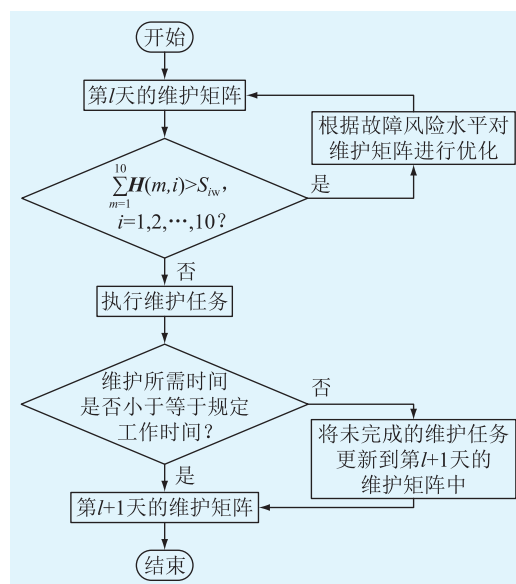 开始
第l天的维护矩阵
根据故障风险水平对
维护矩阵进行优化
10
∑H(m,i)>S_{iw},
m=1
i=1,2,⋯,10?
是
否
执行维护任务
维护所需时间
是否小于等于规定
工作时间?
否
将未完成的维护任务
更新到第l+1天的
维护矩阵中
是
第l+1天的维护矩阵
结束